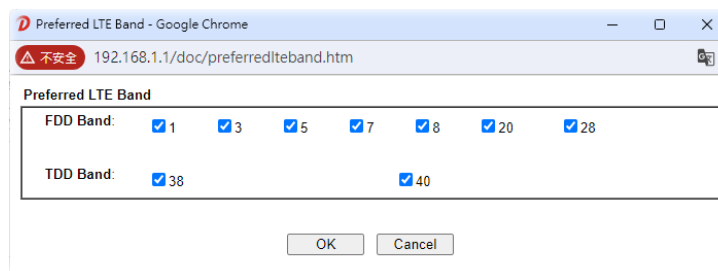 Preferred LTE Band - Google Chrome
不安全 192.168.1.1/doc/preferredlteband.htm
Preferred LTE Band
FDD Band: 1 3 5 7 8 20 28
TDD Band: 38 40
OK Cancel